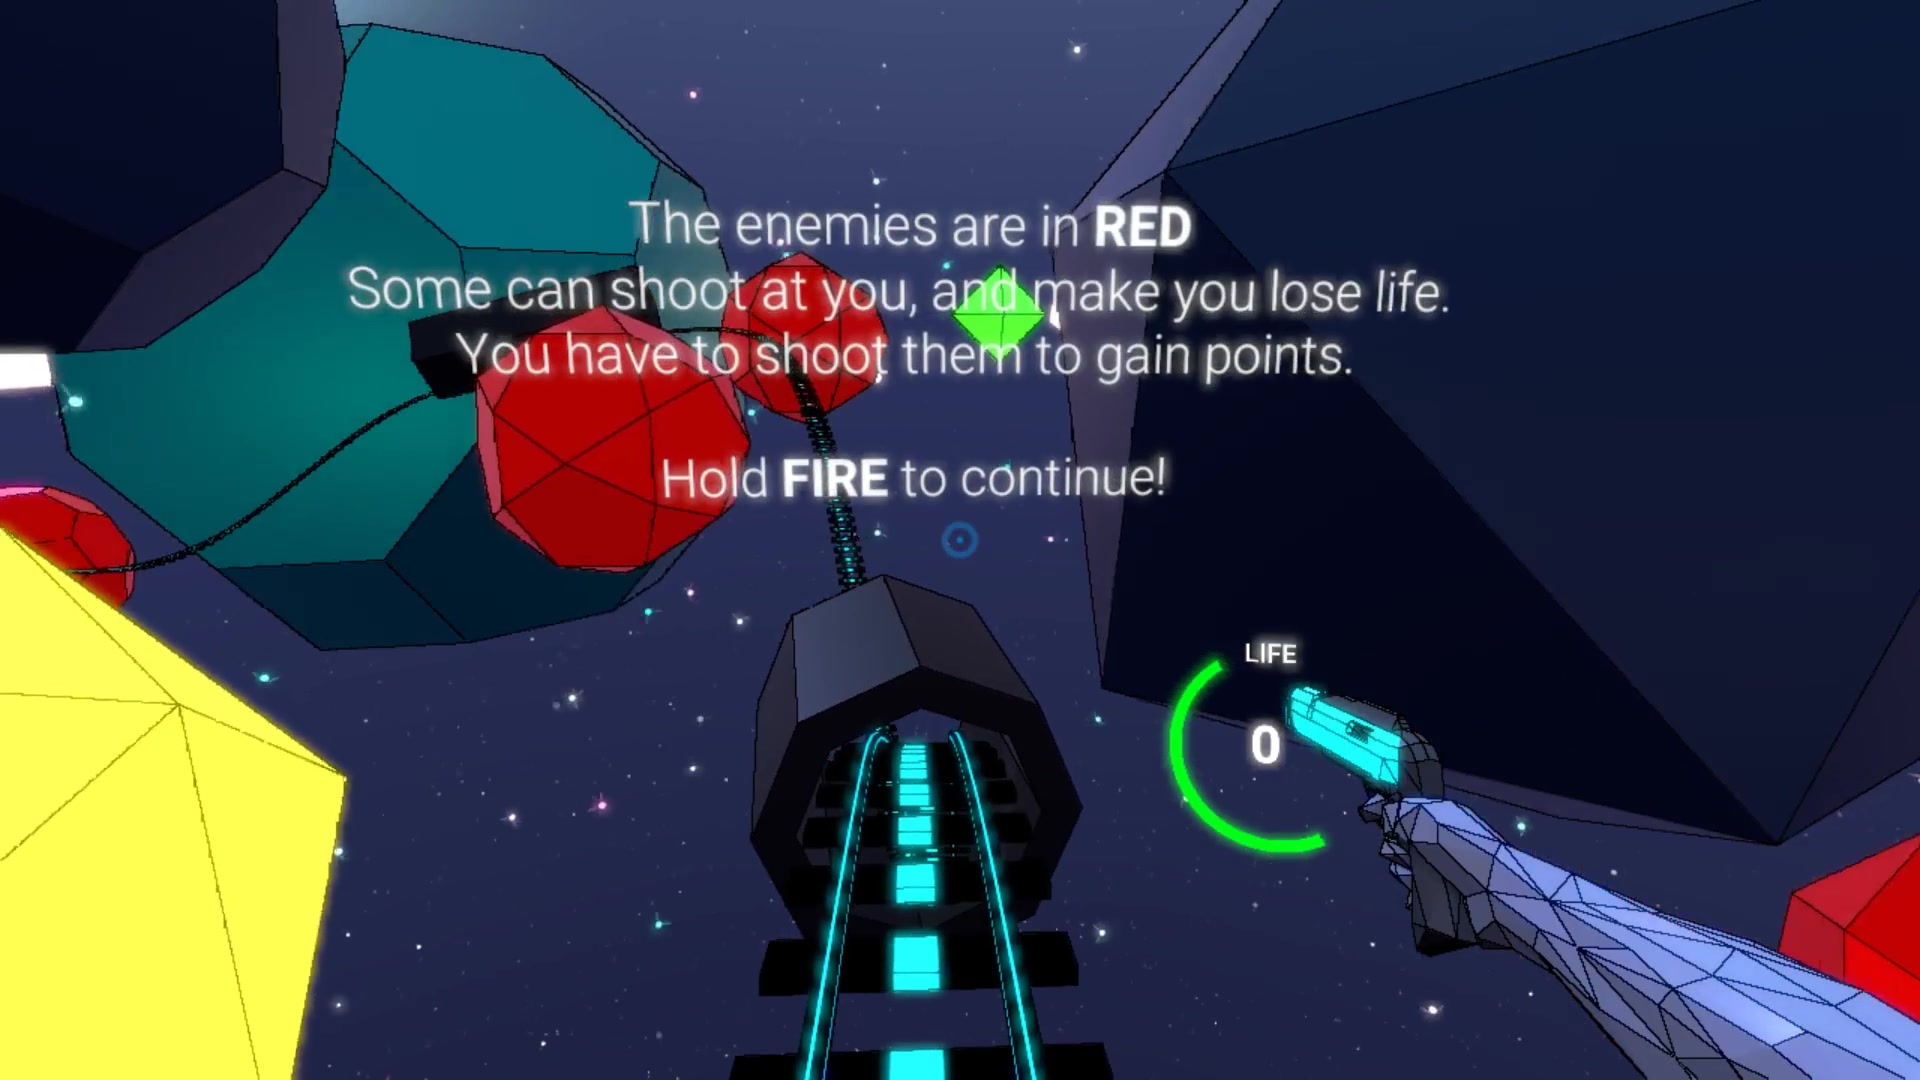 The enemies are in RED
Some can shoot at you, and make you lose life.
You have to shoot them to gain points.
Hold FIRE to continue!
LIFE
0